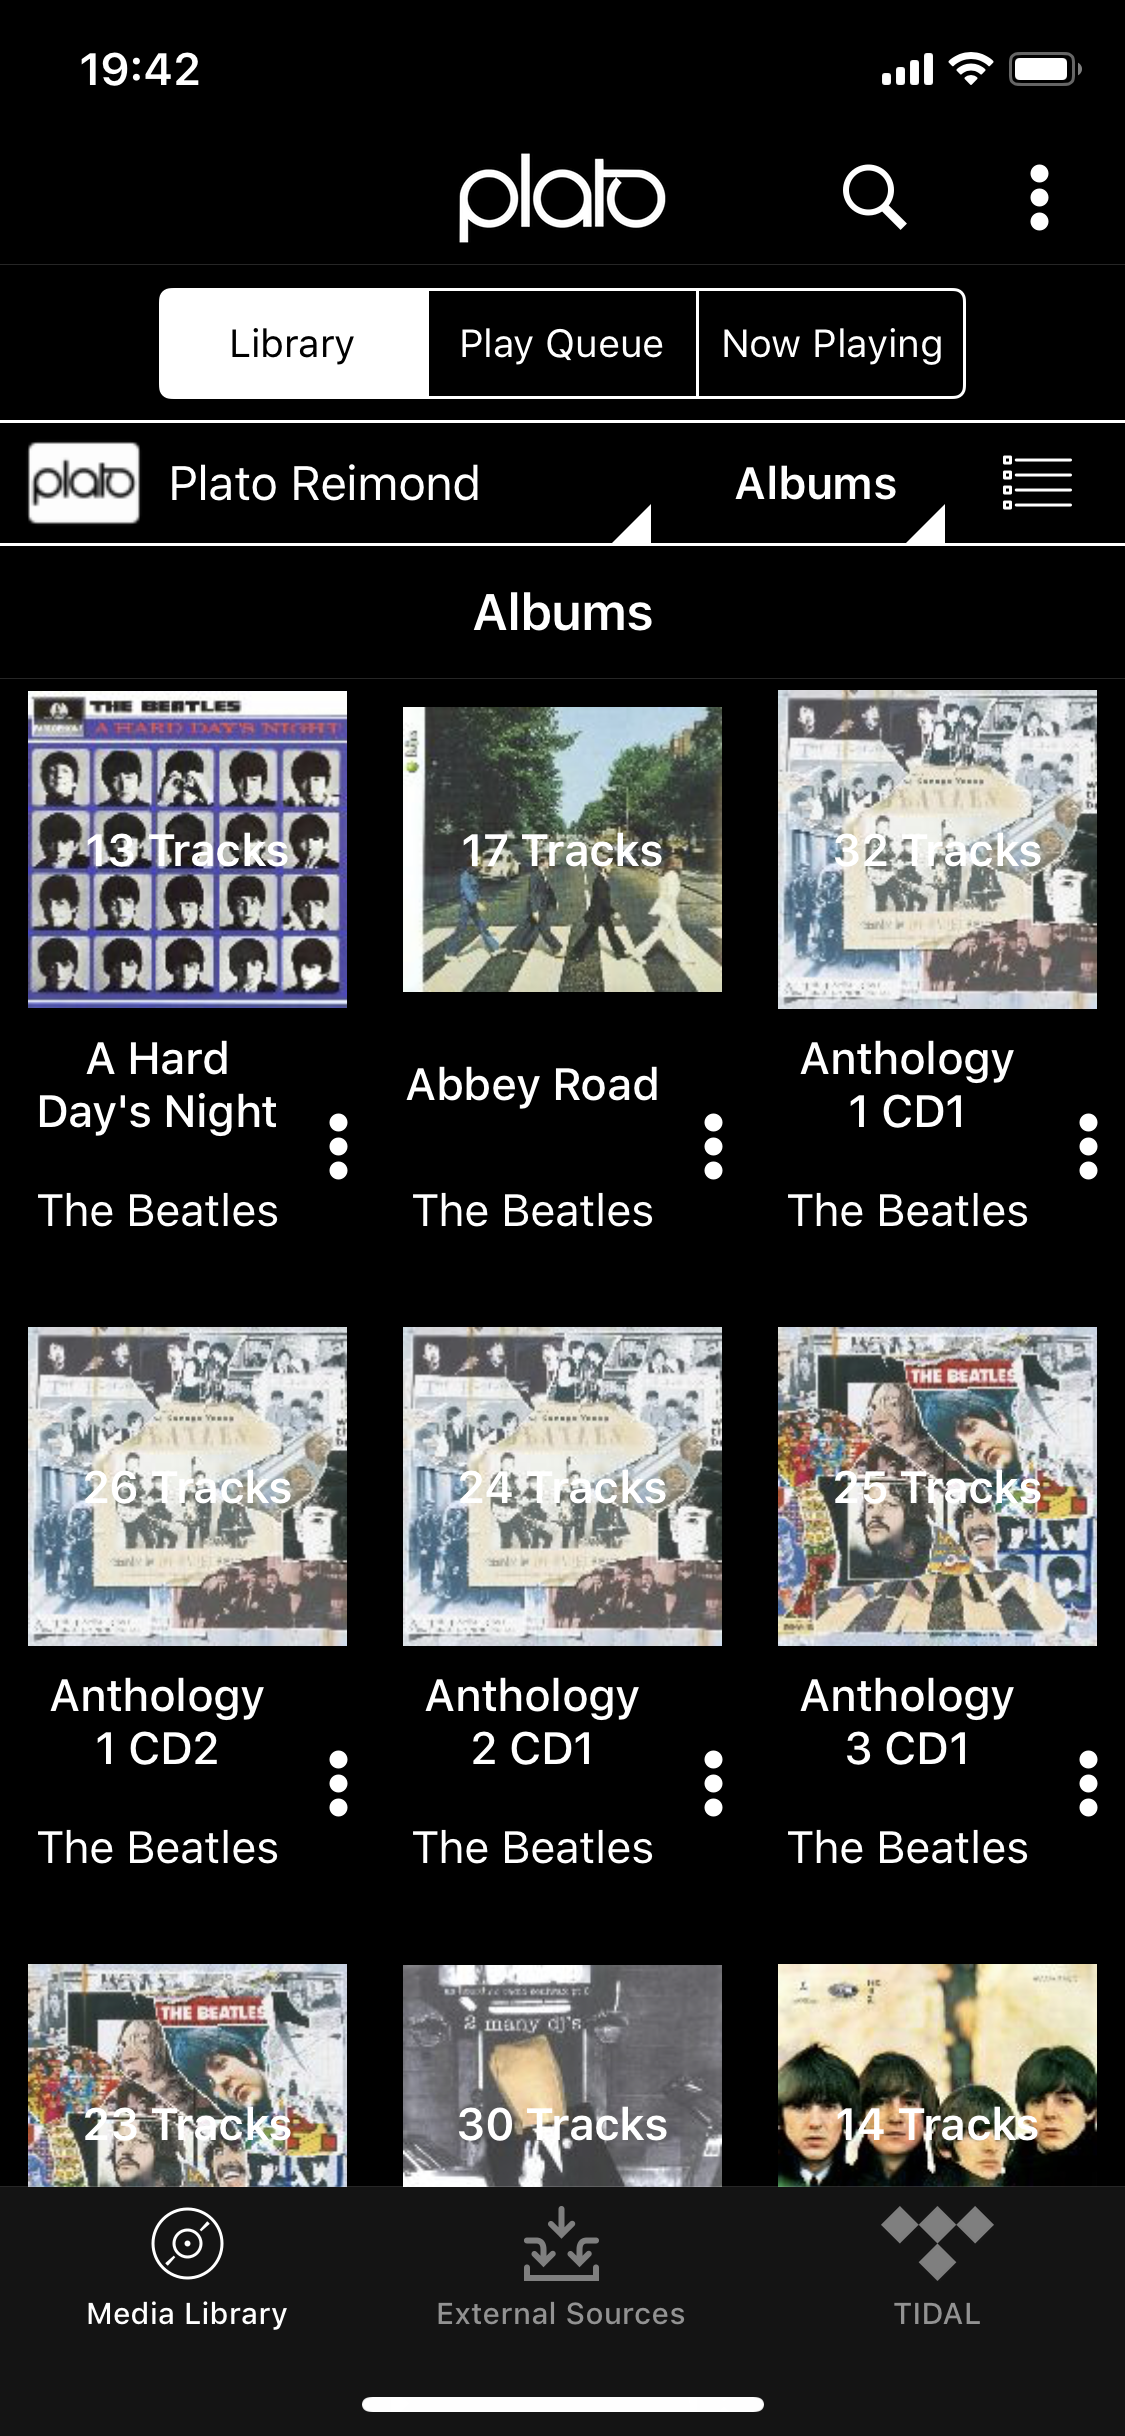 19:42
plato
Library
Play Queue
Now Playing
plato
Plato Reimond
Albums
Albums
THE BEATLES
A HARD DAY'S NIGHT
13 Tracks
17 Tracks
32 Tracks
A Hard
Day's Night
The Beatles
Abbey Road
The Beatles
Anthology
1 CD1
The Beatles
26 Tracks
24 Tracks
THE BEATLES
25 Tracks
Anthology
1 CD2
The Beatles
Anthology
2 CD1
The Beatles
Anthology
3 CD1
The Beatles
THE BEATLES
23 Tracks
2 many dj's
30 Tracks
14 Tracks
Media Library
External Sources
TIDAL